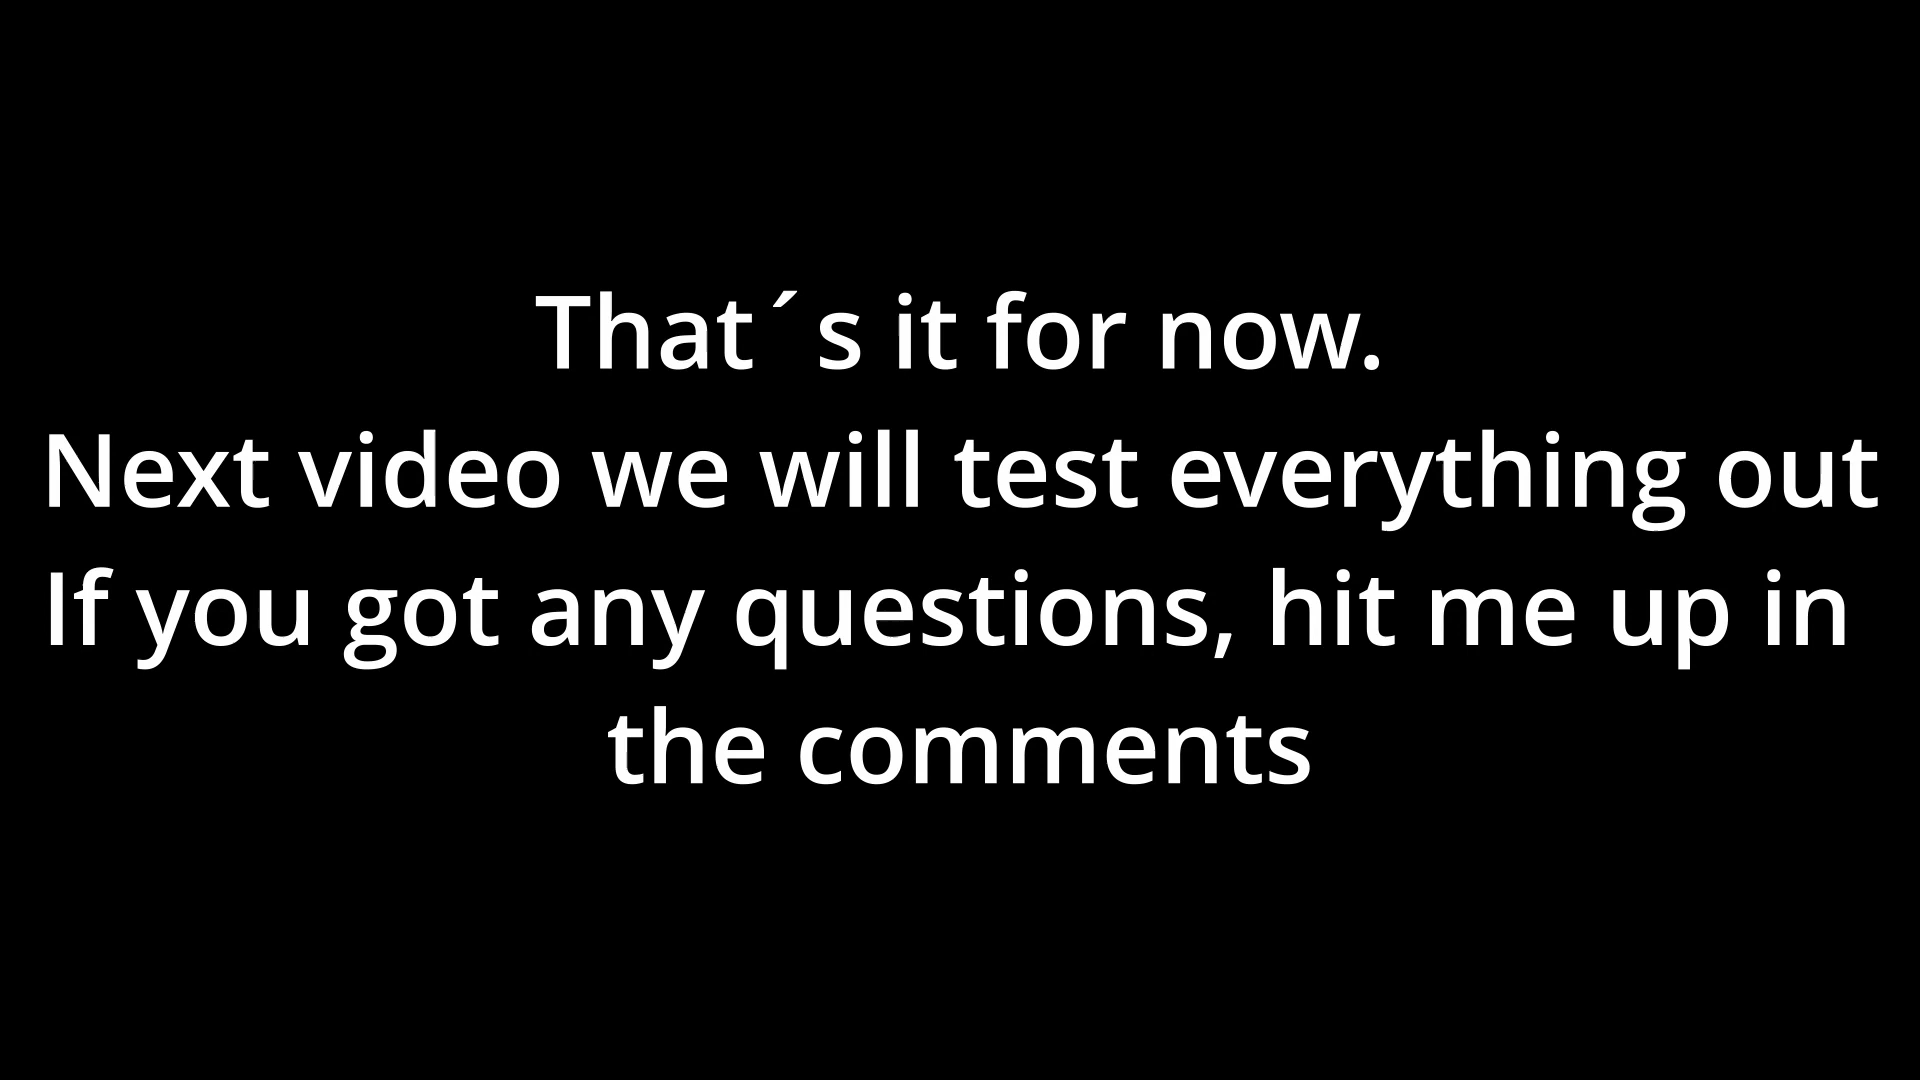 That´s it for now.
Next video we will test everything out
If you got any questions, hit me up in
the comments